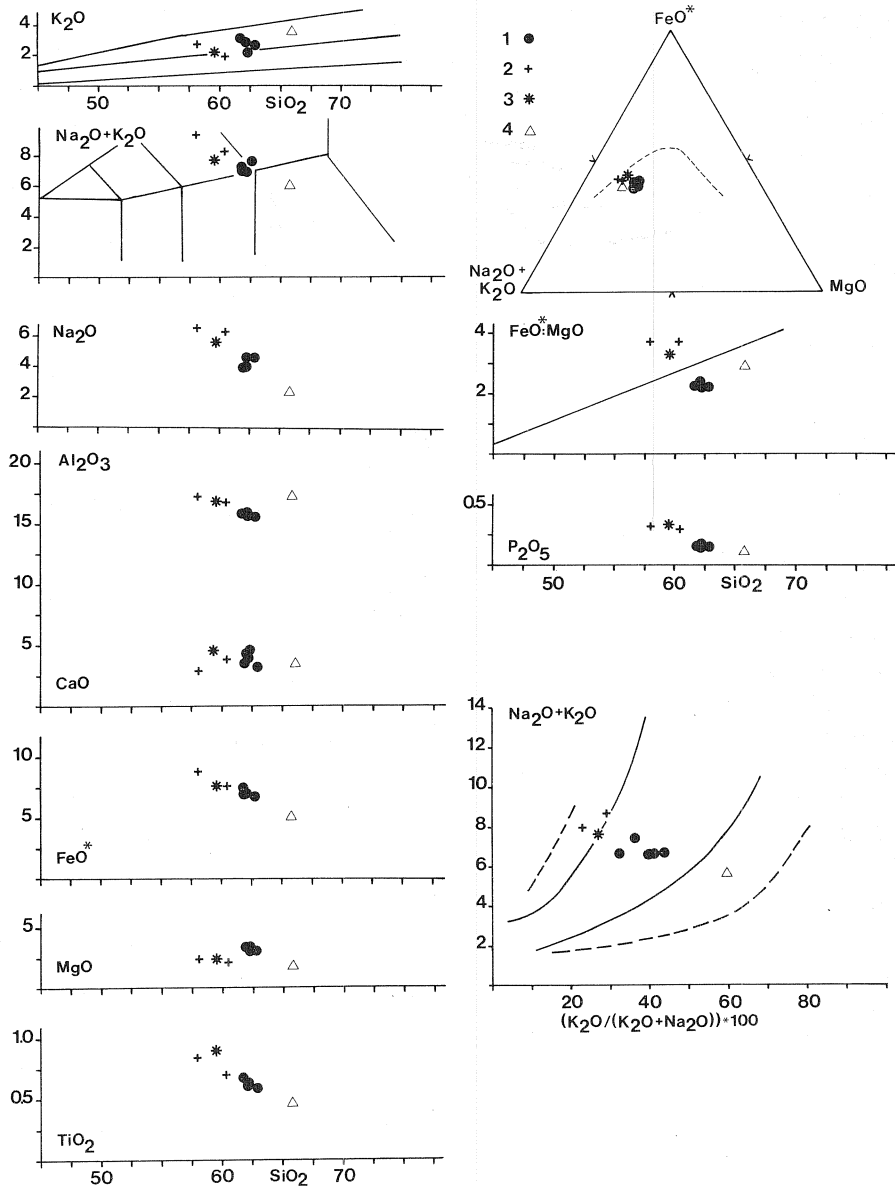 K2O
4
2
50 60 SiO2 70
Na2O+K2O
8
6
4
2
Na2O
6
4
2
Al2O3
20
15
10
5
CaO
10
5
FeO*
5
MgO
1.0
0.5
TiO2
50 60 SiO2 70
FeO*
1 ●
2 +
3 *
4 △
Na2O +
K2O
MgO
FeO*:MgO
4
2
0.5
P2O5
50 60 SiO2 70
14
Na2O+K2O
12
10
8
6
4
2
20 40 60 80
(K2O/(K2O+Na2O))*100